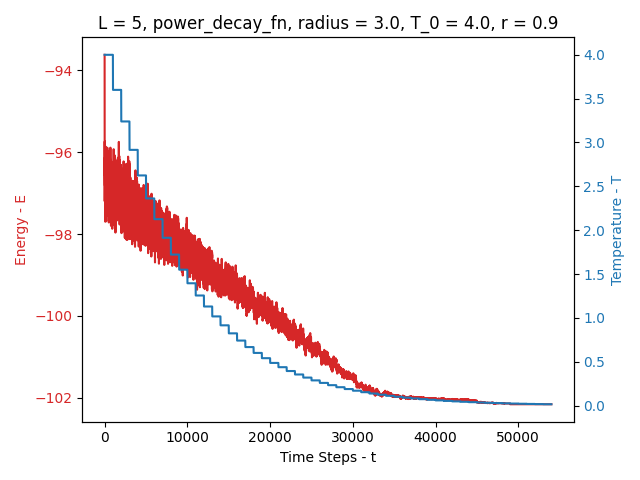 L = 5, power_decay_fn, radius = 3.0, T_0 = 4.0, r = 0.9
Energy - E
−94
−96
−98
−100
−102
4.0
3.5
3.0
2.5
2.0
1.5
1.0
0.5
0.0
Temperature - T
0 10000 20000 30000 40000 50000
Time Steps - t